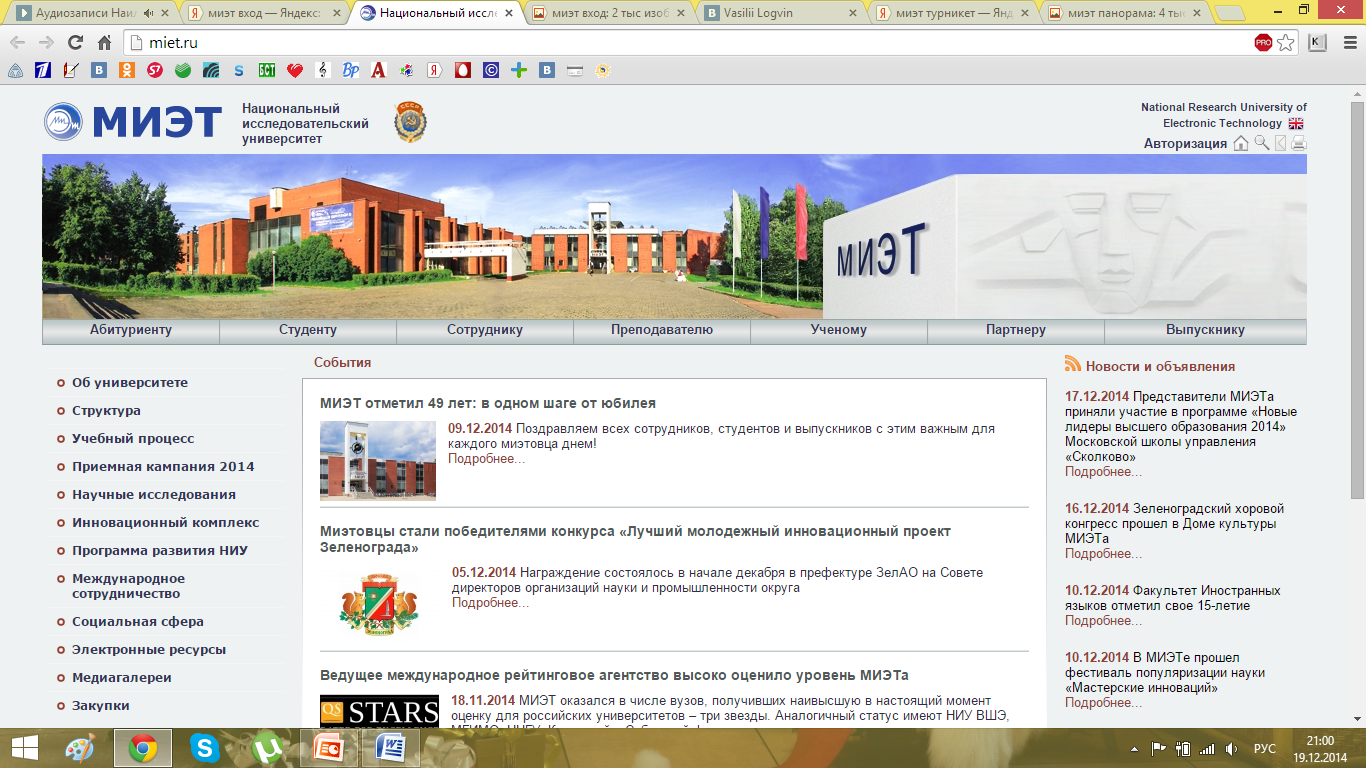 Аудиозаписи Наил
миэт вход — Яндекс:
Национальный иссле
миэт вход: 2 тыс изоб
Vasilii Logvin
миэт турникет — Янд
миэт панорама: 4 тыс
miet.ru
PRO
K
МИЭТ
Национальный
исследовательский
университет
СССР
National Research University of
Electronic Technology
Авторизация
МИЭТ
Абитуриенту
Студенту
Сотруднику
Преподавателю
Ученому
Партнеру
Выпускнику
Об университете
Структура
Учебный процесс
Приемная кампания 2014
Научные исследования
Инновационный комплекс
Программа развития НИУ
Международное
сотрудничество
Социальная сфера
Электронные ресурсы
Медиагалереи
Закупки
События
МИЭТ отметил 49 лет: в одном шаге от юбилея
09.12.2014 Поздравляем всех сотрудников, студентов и выпускников с этим важным для
каждого миэтовца днем!
Подробнее...
Миэтовцы стали победителями конкурса «Лучший молодежный инновационный проект
Зеленограда»
05.12.2014 Награждение состоялось в начале декабря в префектуре ЗелАО на Совете
директоров организаций науки и промышленности округа
Подробнее...
Ведущее международное рейтинговое агентство высоко оценило уровень МИЭТа
QS STARS
18.11.2014 МИЭТ оказался в числе вузов, получивших наивысшую в настоящий момент
оценку для российских университетов – три звезды. Аналогичный статус имеют НИУ ВШЭ,
Новости и объявления
17.12.2014 Представители МИЭТа
приняли участие в программе «Новые
лидеры высшего образования 2014»
Московской школы управления
«Сколково»
Подробнее...
16.12.2014 Зеленоградский хоровой
конгресс прошел в Доме культуры
МИЭТа
Подробнее...
10.12.2014 Факультет Иностранных
языков отметил свое 15-летие
Подробнее...
10.12.2014 В МИЭТе прошел
фестиваль популяризации науки
«Мастерские инноваций»
Подробнее...
РУС
21:00
19.12.2014